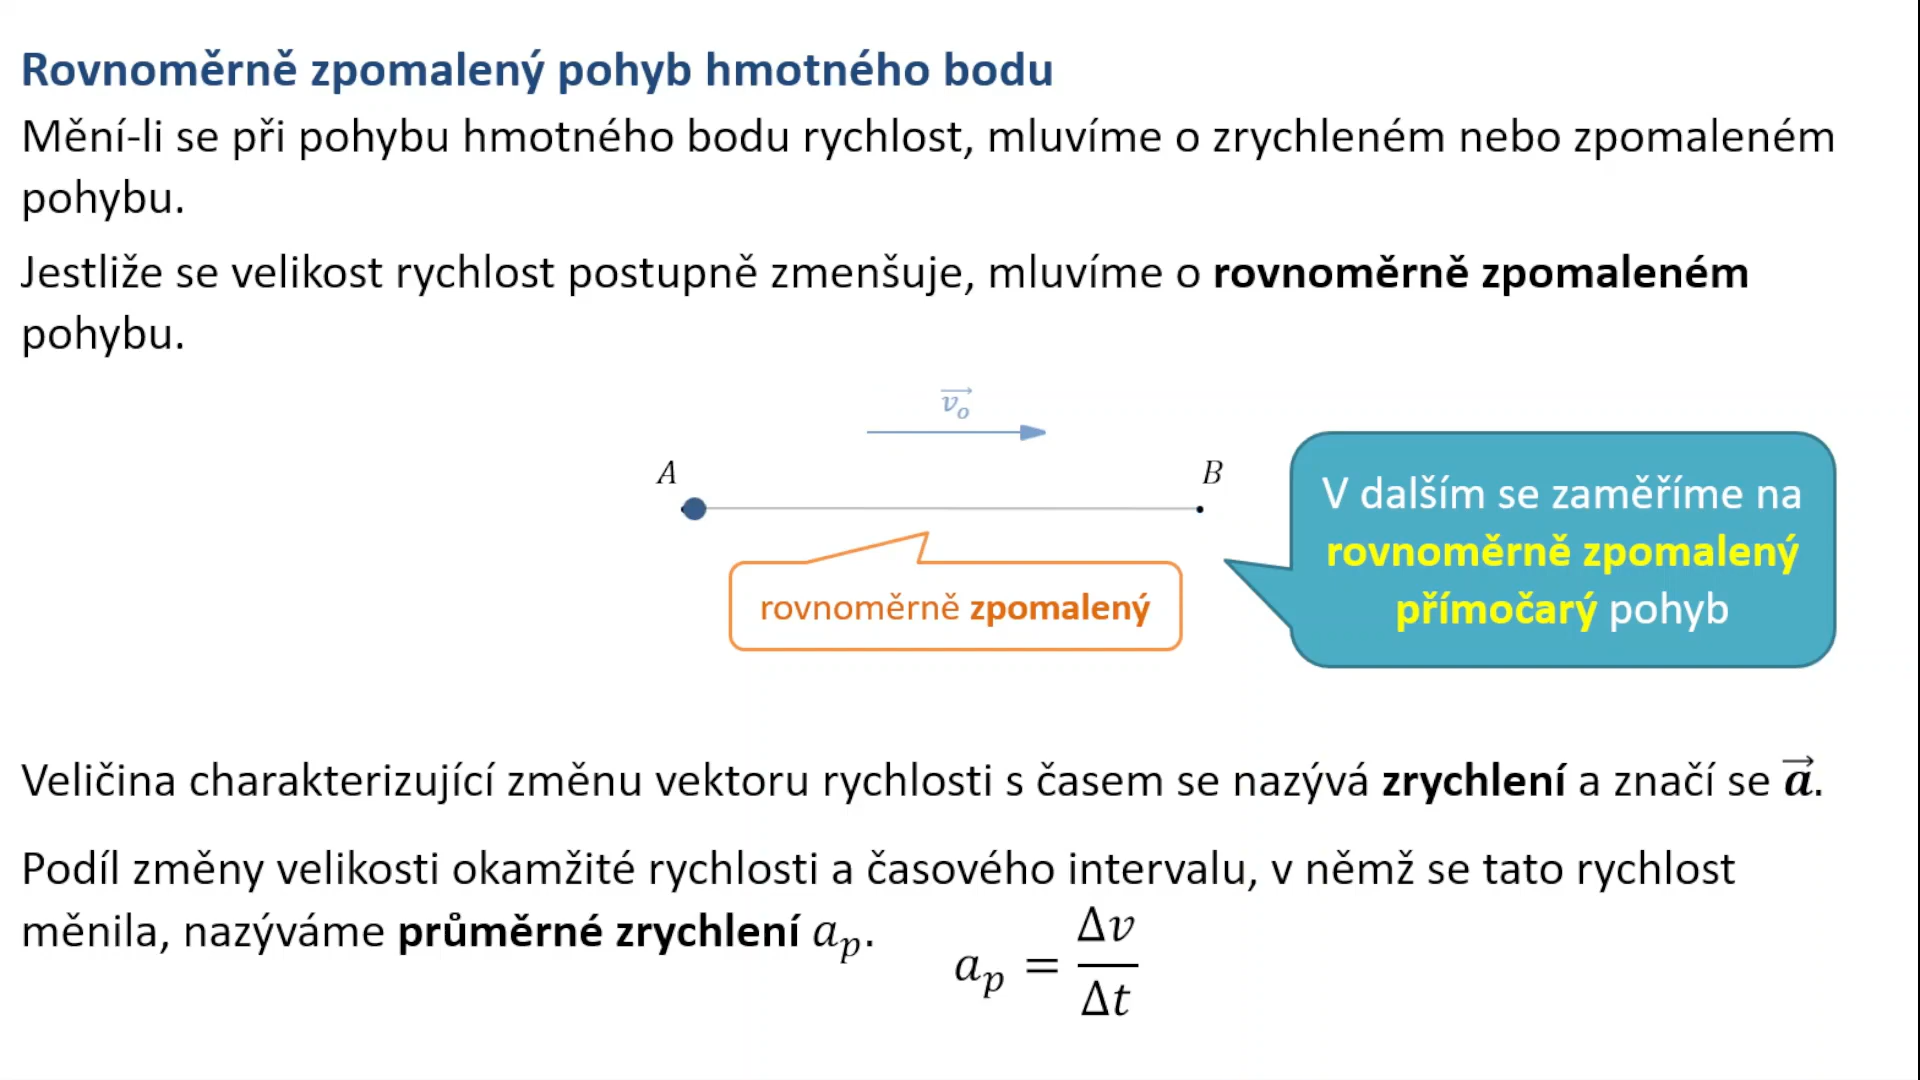 Rovnoměrně zpomalený pohyb hmotného bodu
Mění-li se při pohybu hmotného bodu rychlost, mluvíme o zrychleném nebo zpomaleném
pohybu.
Jestliže se velikost rychlost postupně zmenšuje, mluvíme o rovnoměrně zpomaleném
pohybu.
$\vec{v_o}$
A
B
V dalším se zaměříme na
rovnoměrně zpomalený
přímočarý pohyb
rovnoměrně zpomalený
Veličina charakterizující změnu vektoru rychlosti s časem se nazývá zrychlení a značí se $\vec{a}$.
Podíl změny velikosti okamžité rychlosti a časového intervalu, v němž se tato rychlost
měnila, nazýváme průměrné zrychlení $a_p$.
$a_p = \frac{\Delta v}{\Delta t}$